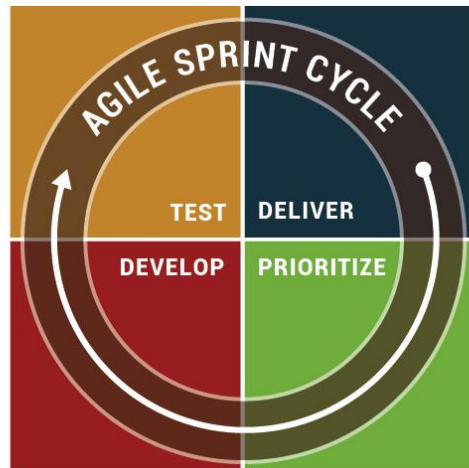 AGILE SPRINT CYCLE
TEST
DELIVER
DEVELOP
PRIORITIZE